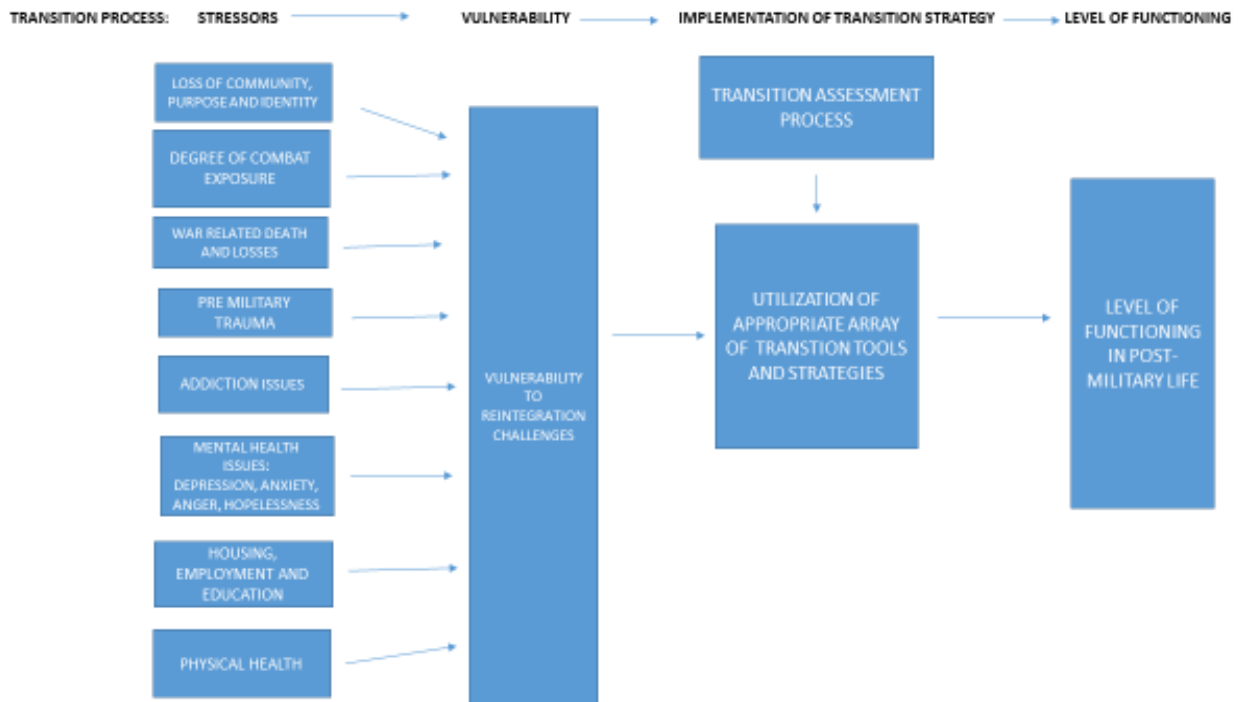 TRANSITION PROCESS: STRESSORS VULNERABILITY IMPLEMENTATION OF TRANSITION STRATEGY LEVEL OF FUNCTIONING
LOSS OF COMMUNITY,
PURPOSE AND IDENTITY
DEGREE OF COMBAT
EXPOSURE
WAR RELATED DEATH
AND LOSSES
PRE MILITARY
TRAUMA
ADDICTION ISSUES
MENTAL HEALTH
ISSUES:
DEPRESSION, ANXIETY,
ANGER, HOPELESSNESS
HOUSING,
EMPLOYMENT AND
EDUCATION
PHYSICAL HEALTH
VULNERABILITY
TO
REINTEGRATION
CHALLENGES
TRANSITION ASSESSMENT
PROCESS
UTILIZATION OF
APPROPRIATE ARRAY
OF TRANSTION TOOLS
AND STRATEGIES
LEVEL OF
FUNCTIONING
IN POST-
MILITARY LIFE